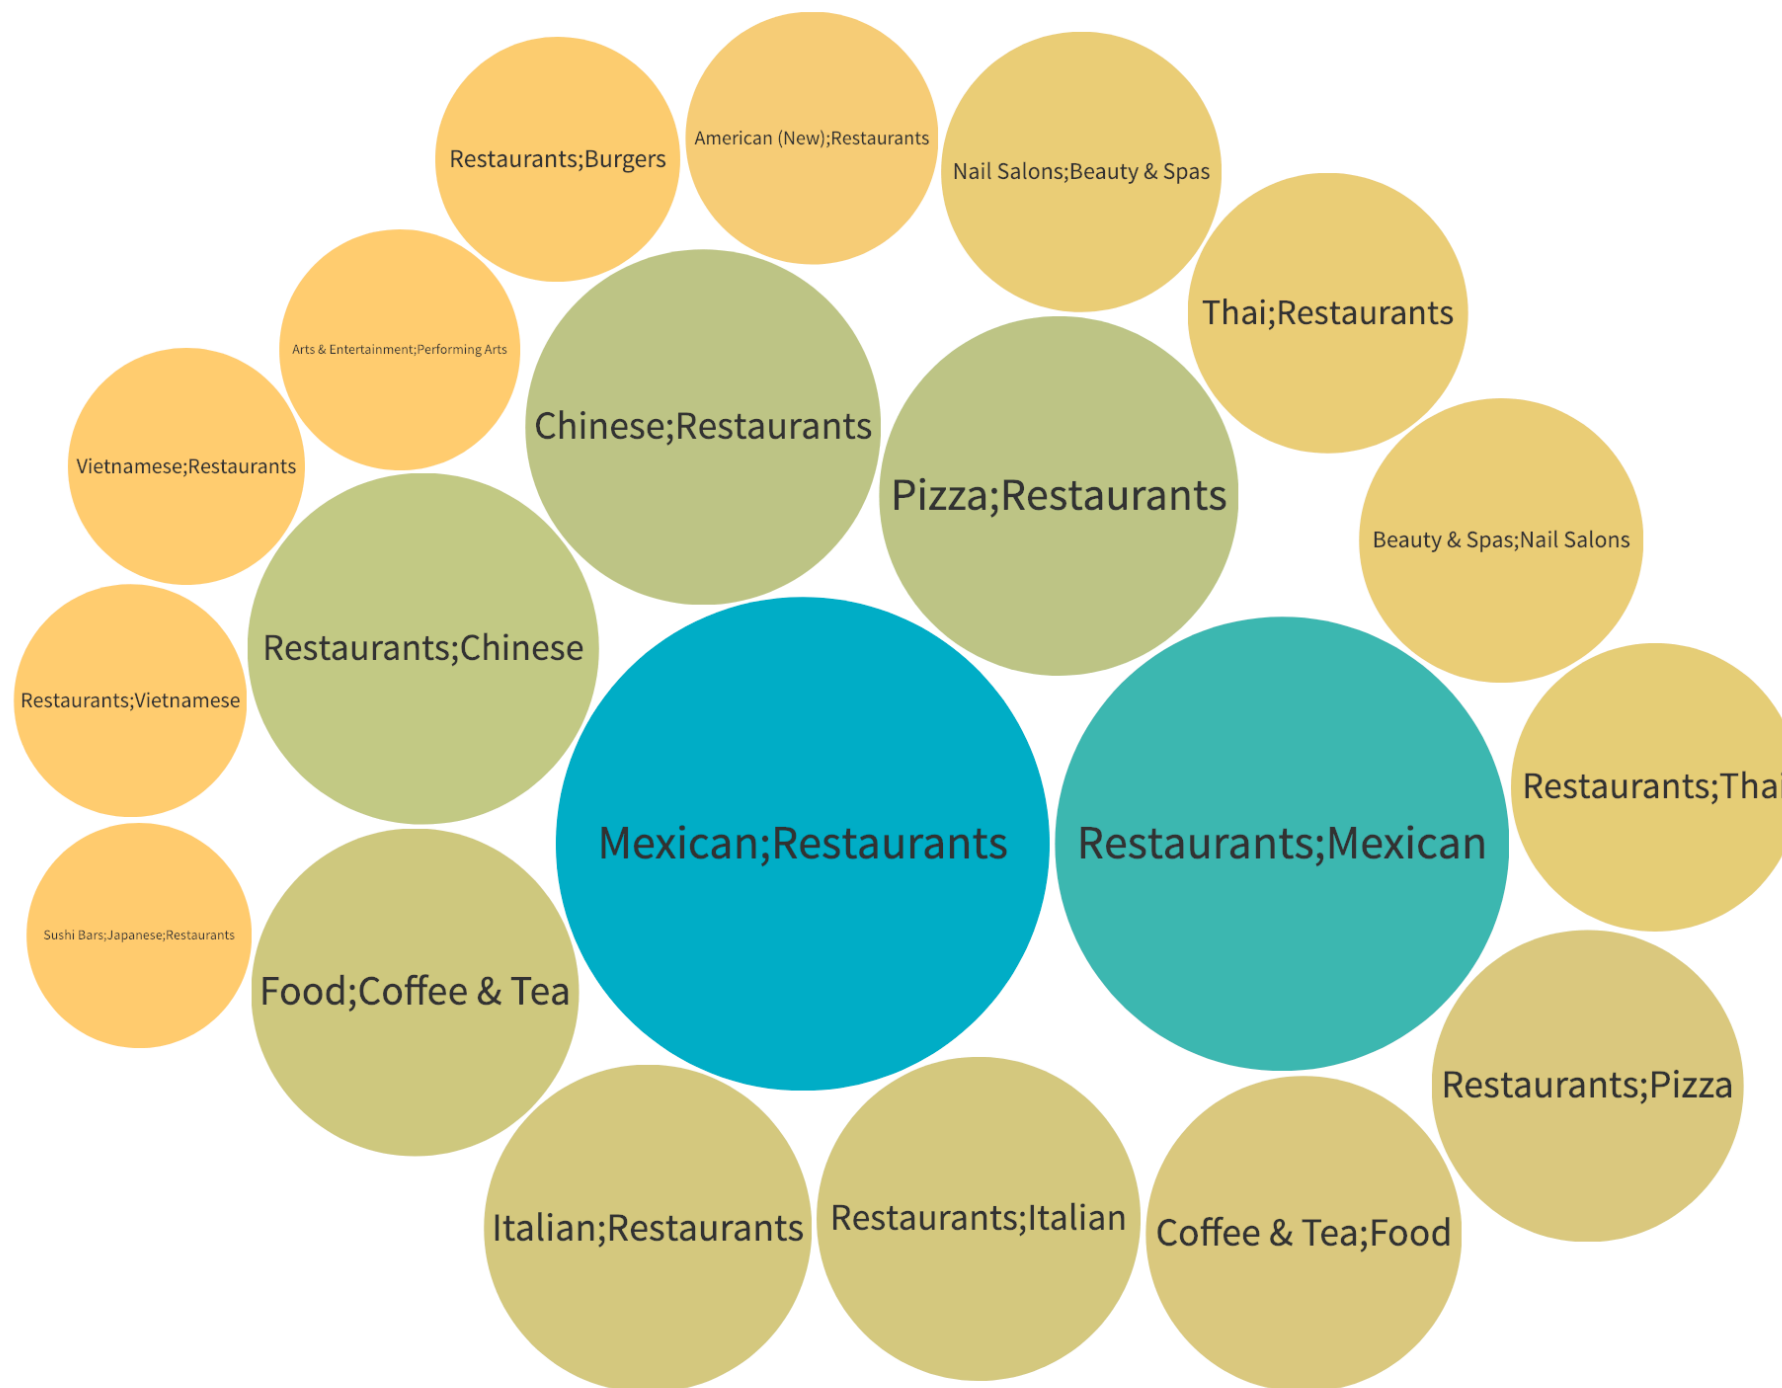 American (New);Restaurants
Restaurants;Burgers
Nail Salons;Beauty & Spas
Thai;Restaurants
Arts & Entertainment;Performing Arts
Chinese;Restaurants
Vietnamese;Restaurants
Pizza;Restaurants
Beauty & Spas;Nail Salons
Restaurants;Chinese
Restaurants;Vietnamese
Restaurants;Thai
Mexican;Restaurants
Restaurants;Mexican
Sushi Bars;Japanese;Restaurants
Food;Coffee & Tea
Restaurants;Pizza
Italian;Restaurants
Restaurants;Italian
Coffee & Tea;Food